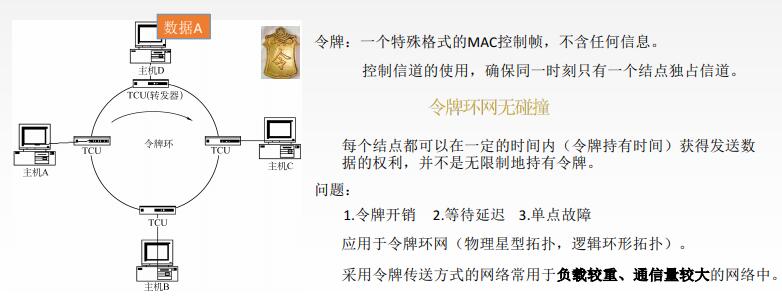 数据A
主机D
TCU(转发器)
令
令牌环
TCU
主机A
TCU
主机C
TCU
主机B
令牌：一个特殊格式的MAC控制帧，不含任何信息。
控制信道的使用，确保同一时刻只有一个结点独占信道。
令牌环网无碰撞
每个结点都可以在一定的时间内（令牌持有时间）获得发送数
据的权利，并不是无限制地持有令牌。
问题：
1.令牌开销 2.等待延迟 3.单点故障
应用于令牌环网（物理星型拓扑，逻辑环形拓扑）。
采用令牌传送方式的网络常用于负载较重、通信量较大的网络中。